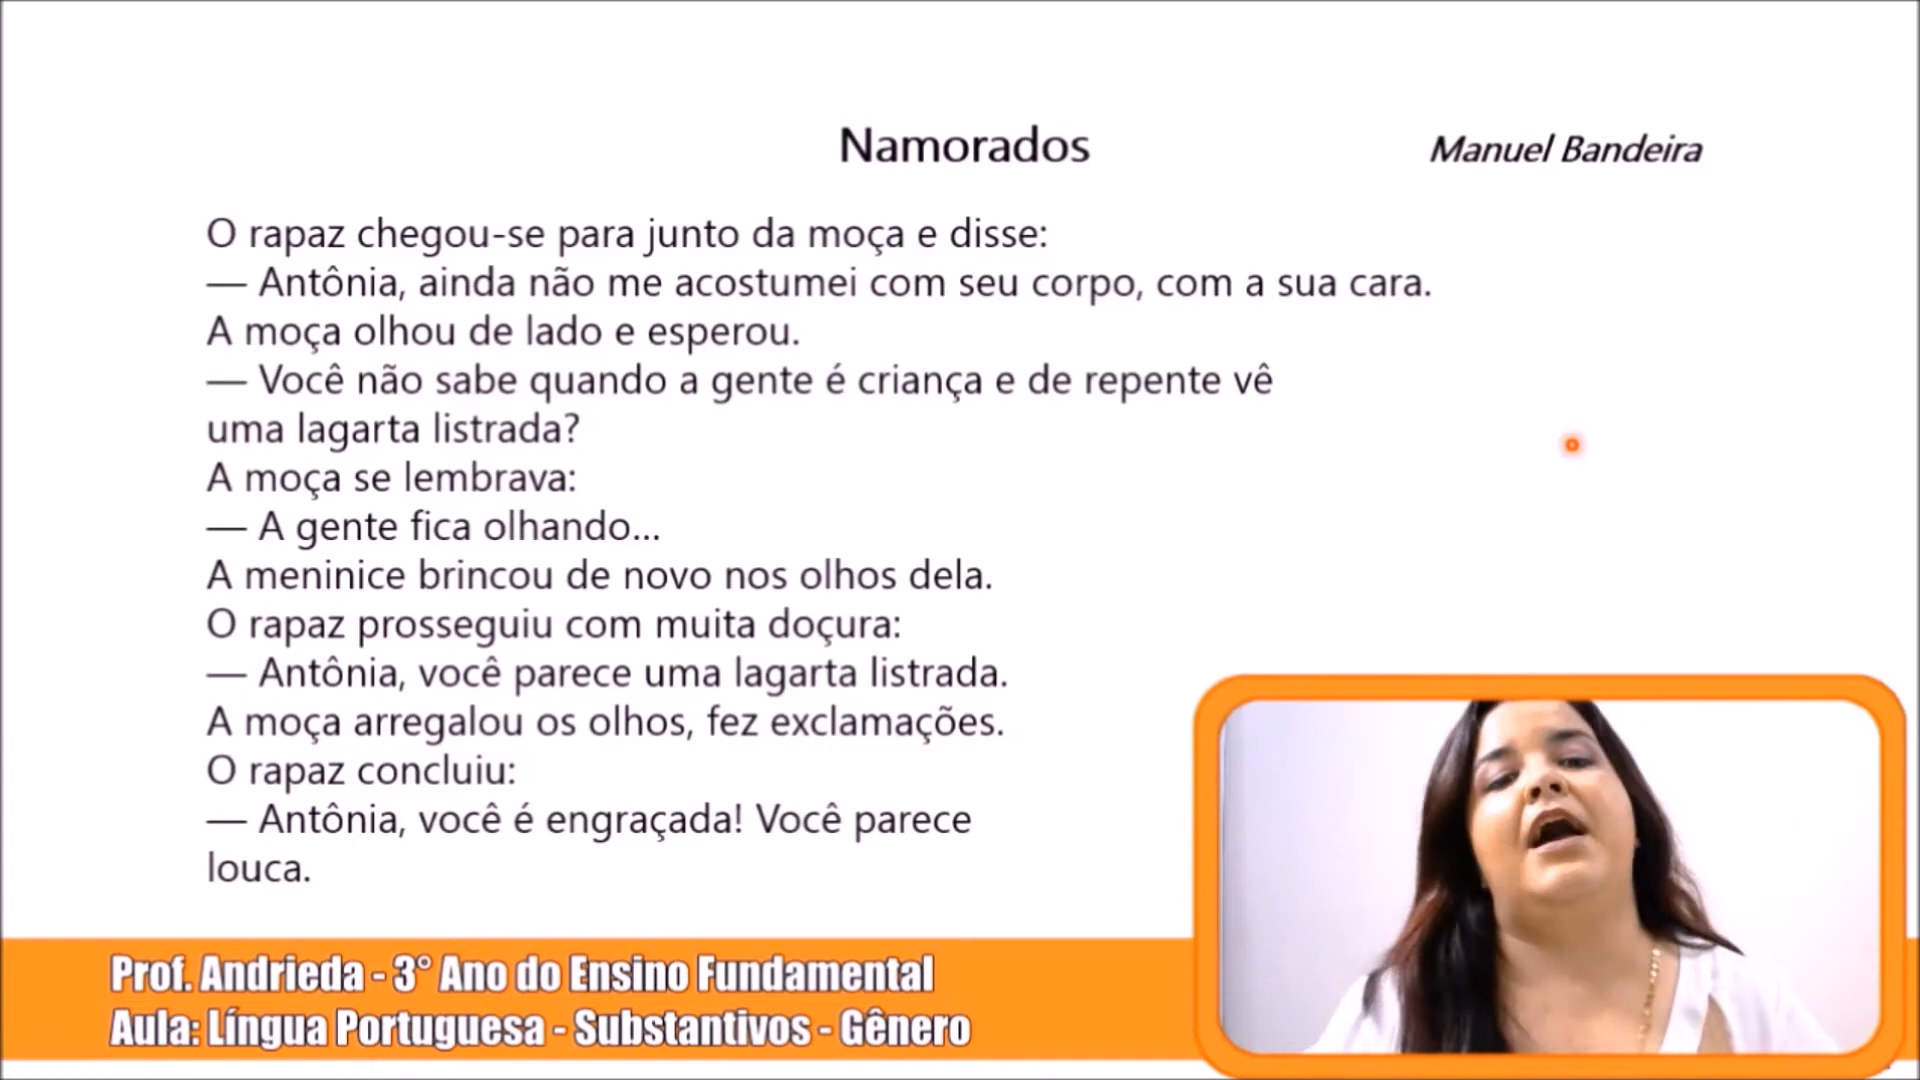 Namorados
Manuel Bandeira
O rapaz chegou-se para junto da moça e disse:
— Antônia, ainda não me acostumei com seu corpo, com a sua cara.
A moça olhou de lado e esperou.
— Você não sabe quando a gente é criança e de repente vê
uma lagarta listrada?
A moça se lembrava:
— A gente fica olhando...
A meninice brincou de novo nos olhos dela.
O rapaz prosseguiu com muita doçura:
— Antônia, você parece uma lagarta listrada.
A moça arregalou os olhos, fez exclamações.
O rapaz concluiu:
— Antônia, você é engraçada! Você parece
louca.
Prof. Andrieda - 3° Ano do Ensino Fundamental
Aula: Língua Portuguesa - Substantivos - Gênero